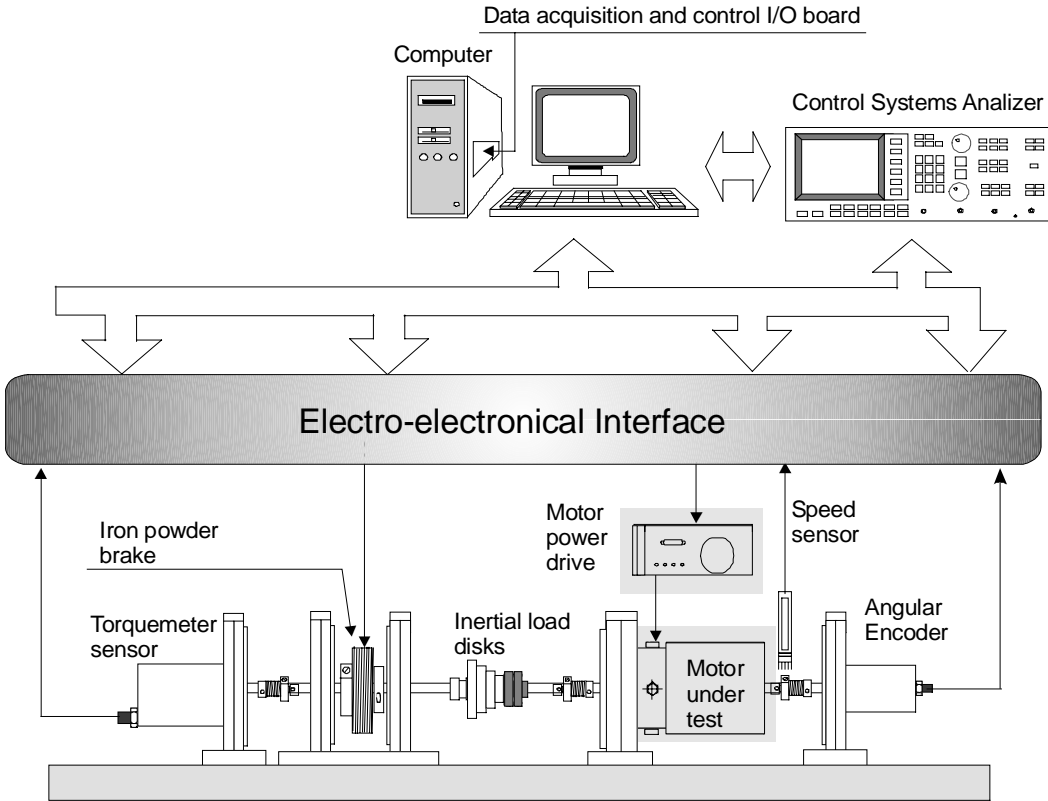 Data acquisition and control I/O board
Computer
Control Systems Analizer
Electro-electronical Interface
Iron powder
brake
Motor
power
drive
Speed
sensor
Torquemeter
sensor
Inertial load
disks
Angular
Encoder
Motor
under
test